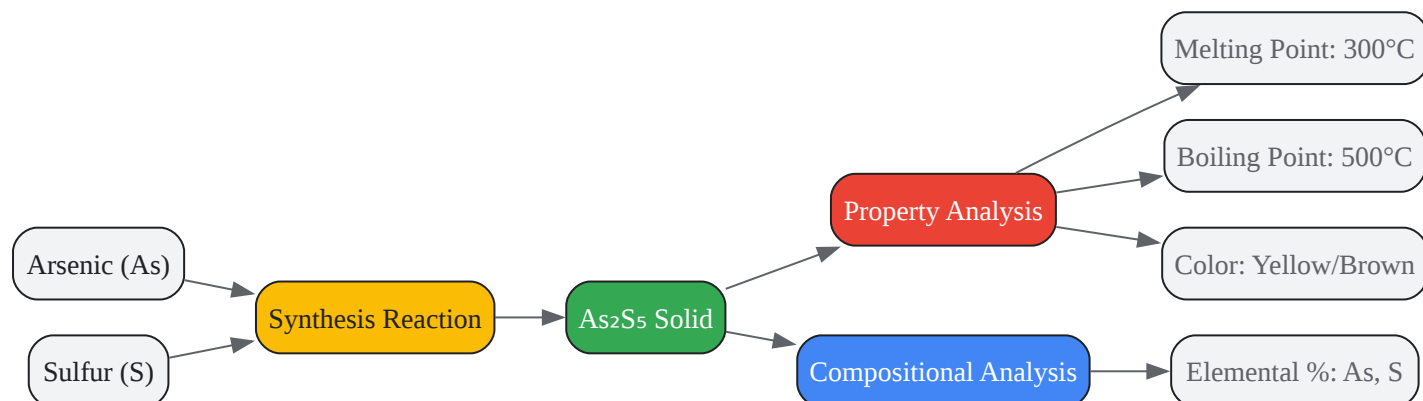 Arsenic (As)
Sulfur (S)
Synthesis Reaction
As₂S₅ Solid
Property Analysis
Compositional Analysis
Melting Point: 300°C
Boiling Point: 500°C
Color: Yellow/Brown
Elemental %: As, S